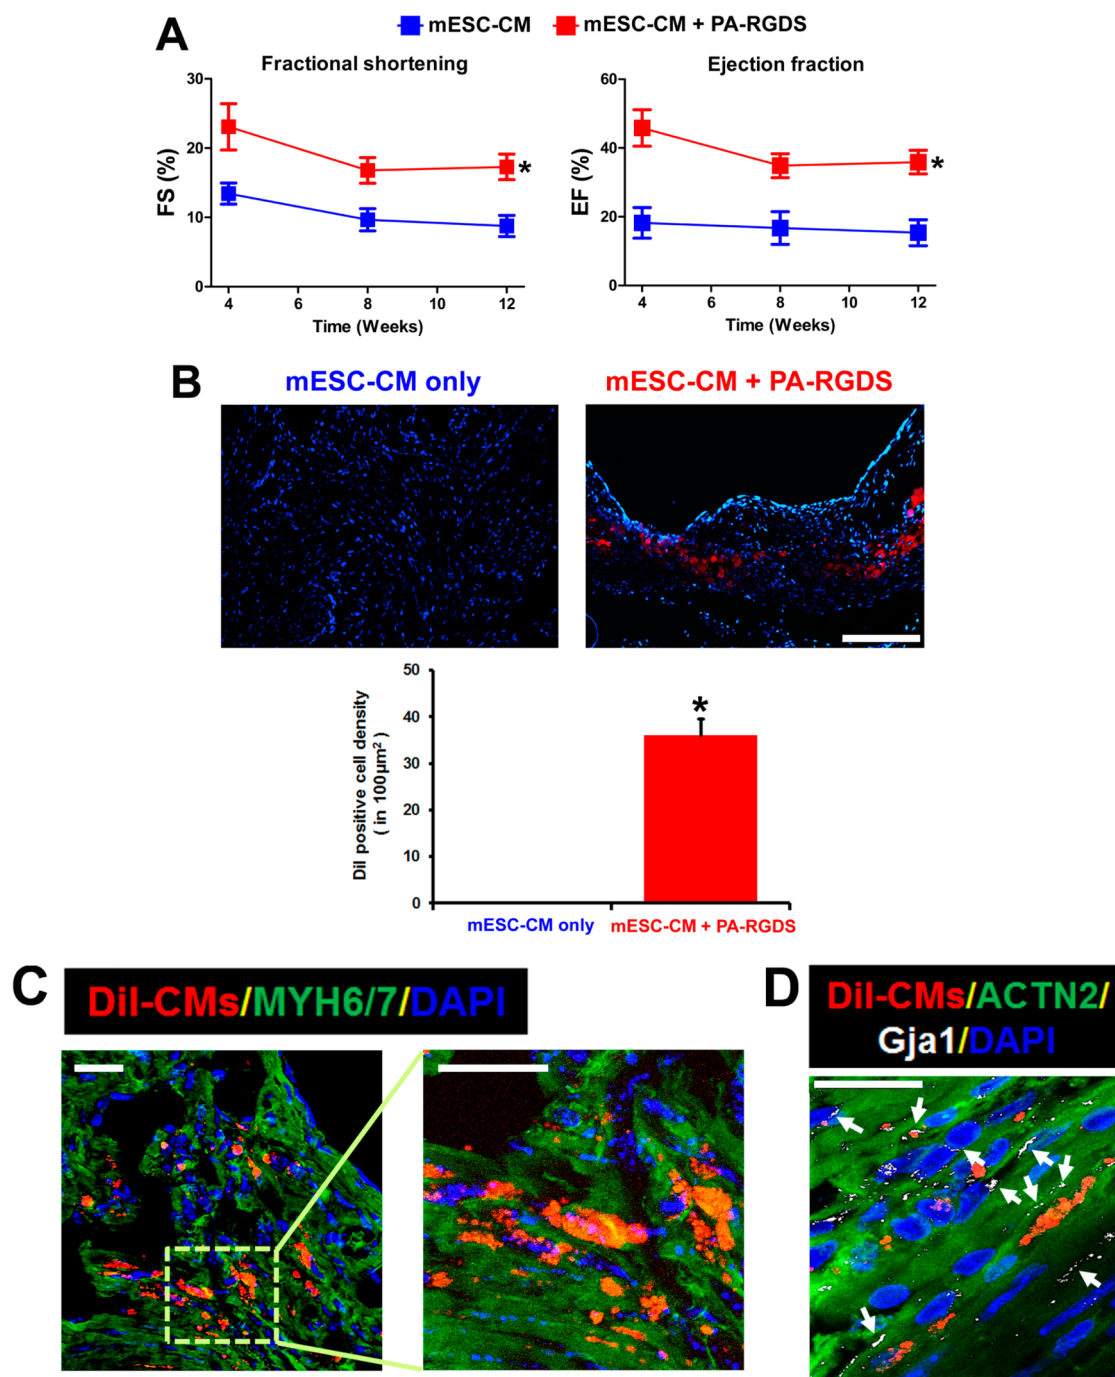 A
mESC-CM
mESC-CM + PA-RGDS
Fractional shortening
30
20
10
0
FS (%)
4
6
8
10
12
Time (Weeks)
*
Ejection fraction
60
40
20
0
EF (%)
4
6
8
10
12
Time (Weeks)
*
B
mESC-CM only
mESC-CM + PA-RGDS
50
40
30
20
10
0
DiI positive cell density
( in 100µm²)
*
mESC-CM only
mESC-CM + PA-RGDS
C
DiI-CMs/MYH6/7/DAPI
D
DiI-CMs/ACTN2/
Gja1/DAPI